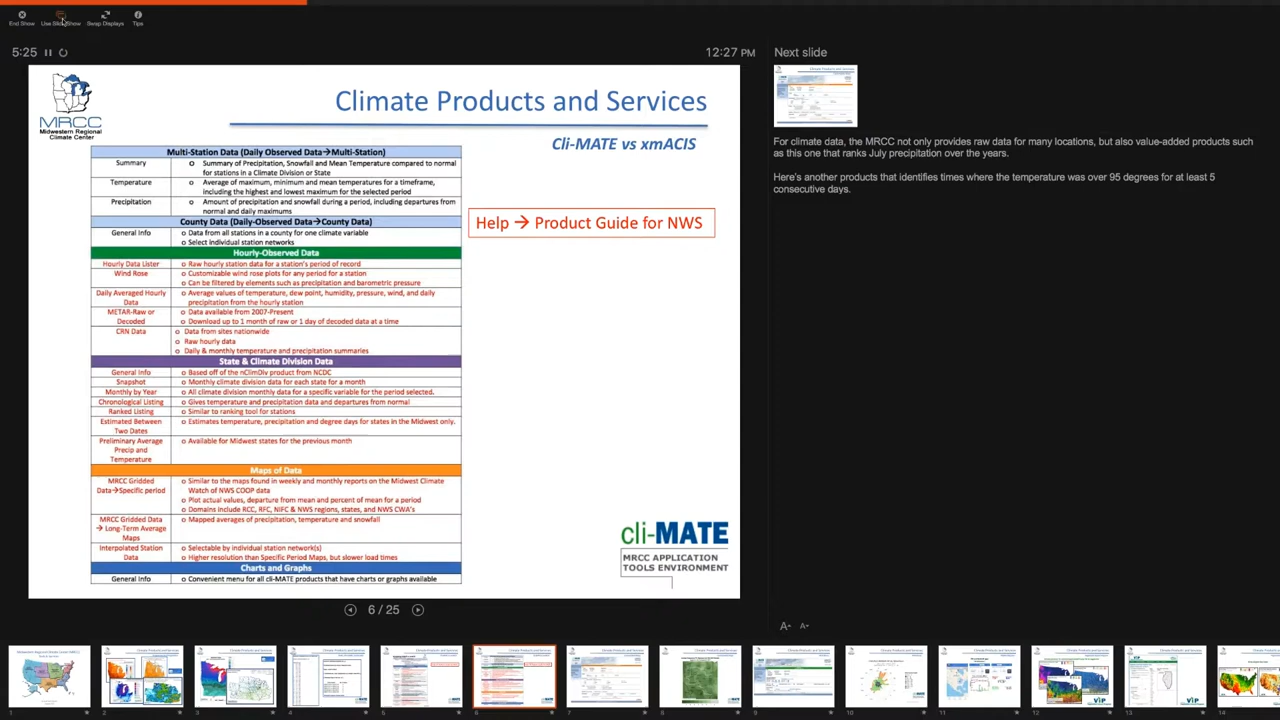 End Show
Use Slide Show
Swap Displays
Tips
5:25
12:27 PM
Next slide
MRCC
Midwestern Regional
Climate Center
Climate Products and Services
Cli-MATE vs xmACIS
Multi-Station Data (Daily Observed Data→Multi-Station)
Summary
o Summary of Precipitation, Snowfall and Mean Temperature compared to normal
for stations in a Climate Division or State
Temperature
o Average of maximum, minimum and mean temperatures for a timeframe,
including the highest and lowest maximum for the selected period
Precipitation
o Amount of precipitation and snowfall during a period, including departures from
normal and daily maximums
County Data (Daily-Observed Data→County Data)
General Info
o Data from all stations in a county for one climate variable
o Select individual station networks
Hourly-Observed Data
Hourly Data Lister
o Raw hourly station data for a station's period of record
Wind Rose
o Customizable wind rose plots for any period for a station
o Can be filtered by elements such as precipitation and barometric pressure
Daily Averaged Hourly
Data
o Average values of temperature, dew point, humidity, pressure, wind, and daily
precipitation from the hourly station
METAR-Raw or
Decoded
o Data available from 2007-Present
o Download up to 1 month of raw or 1 day of decoded data at a time
CRN Data
o Data from sites nationwide
o Raw hourly data
o Daily & monthly temperature and precipitation summaries
State & Climate Division Data
General Info
o Based off of the nClimDiv product from NCDC
Snapshot
o Monthly climate division data for each state for a month
Monthly by Year
o All climate division monthly data for a specific variable for the period selected.
Chronological Listing
o Gives temperature and precipitation data and departures from normal
Ranked Listing
o Similar to ranking tool for stations
Estimated Between
Two Dates
o Estimates temperature, precipitation and degree days for states in the Midwest only.
Preliminary Average
Precip and
Temperature
o Available for Midwest states for the previous month
Maps of Data
MRCC Gridded
Data→Specific period
o Similar to the maps found in weekly and monthly reports on the Midwest Climate
Watch of NWS COOP data
o Plot actual values, departure from mean and percent of mean for a period
o Domains include RCC, RFC, NIFC & NWS regions, states, and NWS CWA's
MRCC Gridded Data
→ Long-Term Average
Maps
o Mapped averages of precipitation, temperature and snowfall
Interpolated Station
Data
o Selectable by individual station network(s)
o Higher resolution than Specific Period Maps, but slower load times
Charts and Graphs
General Info
o Convenient menu for all cli-MATE products that have charts or graphs available
Help → Product Guide for NWS
cli-MATE
MRCC APPLICATION
TOOLS ENVIRONMENT
For climate data, the MRCC not only provides raw data for many locations, but also value-added products such
as this one that ranks July precipitation over the years.
Here's another products that identifies times where the temperature was over 95 degrees for at least 5
consecutive days.
6 / 25
A
A
1
2
3
4
5
6
7
8
9
10
11
12
13
14